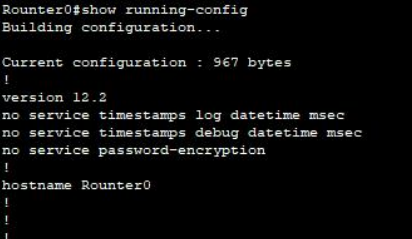 Rounter0#show running-config
Building configuration...
Current configuration : 967 bytes
!
version 12.2
no service timestamps log datetime msec
no service timestamps debug datetime msec
no service password-encryption
!
hostname Rounter0
!
!
!